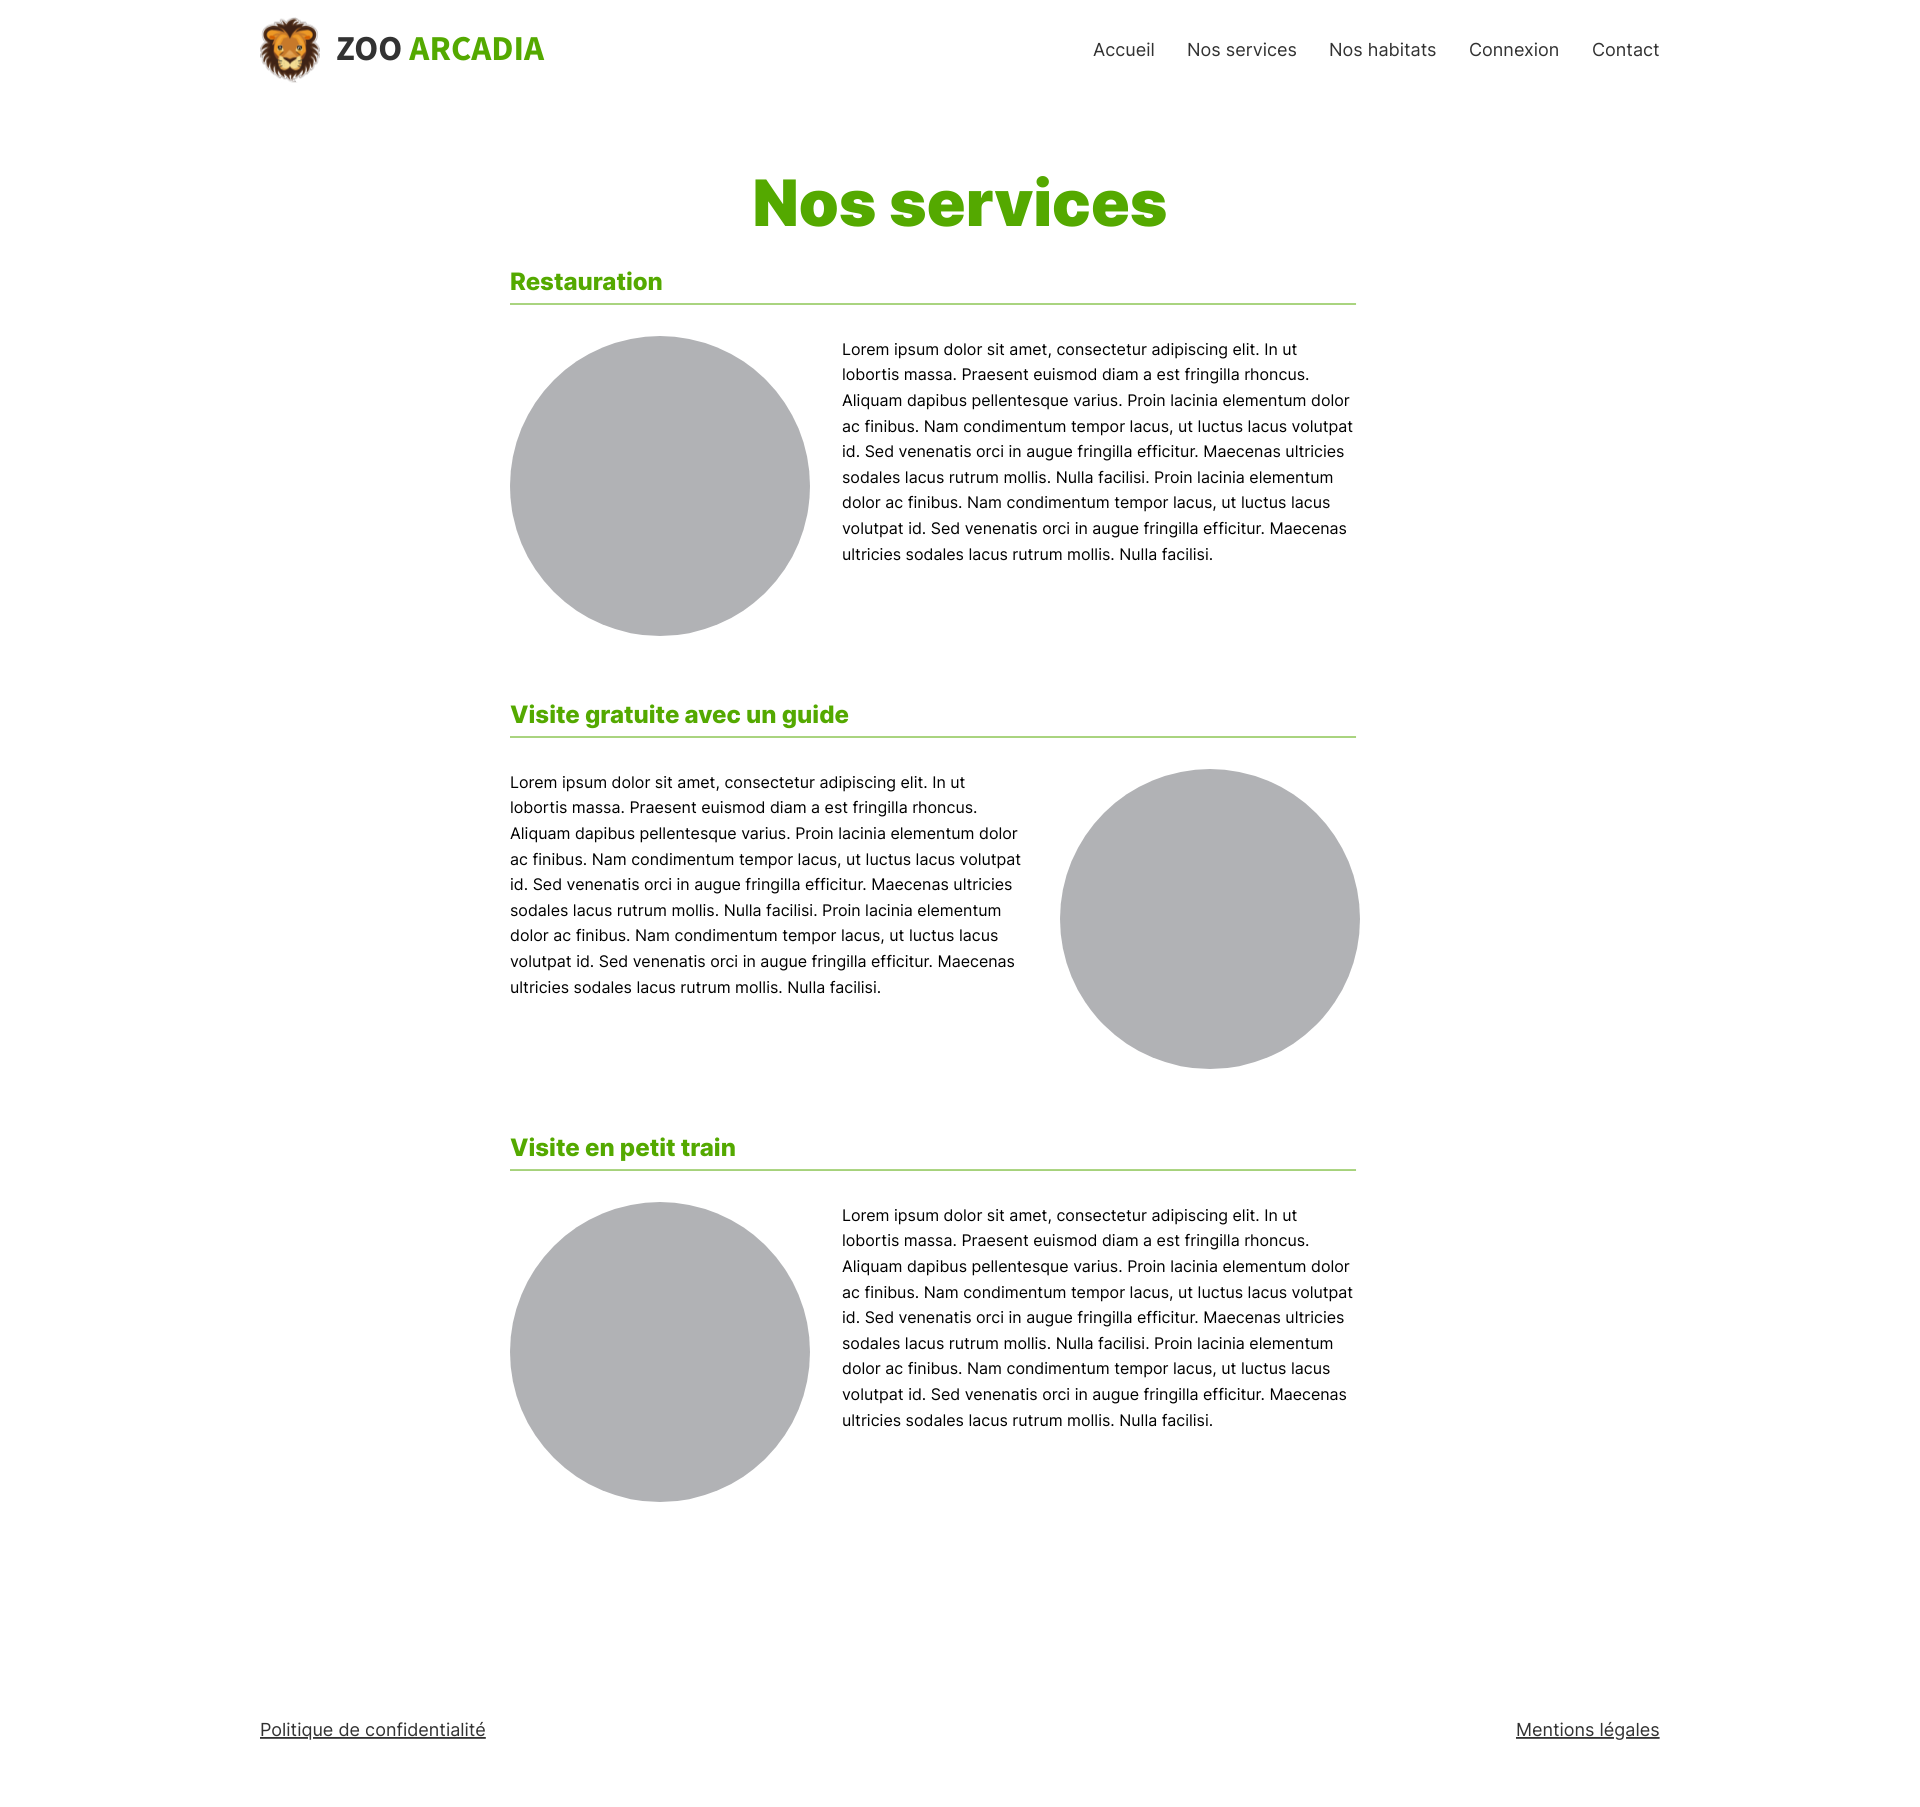 ZOO ARCADIA
Accueil Nos services Nos habitats Connexion Contact
Nos services
Restauration
Lorem ipsum dolor sit amet, consectetur adipiscing elit. In ut
lobortis massa. Praesent euismod diam a est fringilla rhoncus.
Aliquam dapibus pellentesque varius. Proin lacinia elementum dolor
ac finibus. Nam condimentum tempor lacus, ut luctus lacus volutpat
id. Sed venenatis orci in augue fringilla efficitur. Maecenas ultricies
sodales lacus rutrum mollis. Nulla facilisi. Proin lacinia elementum
dolor ac finibus. Nam condimentum tempor lacus, ut luctus lacus
volutpat id. Sed venenatis orci in augue fringilla efficitur. Maecenas
ultricies sodales lacus rutrum mollis. Nulla facilisi.
Visite gratuite avec un guide
Lorem ipsum dolor sit amet, consectetur adipiscing elit. In ut
lobortis massa. Praesent euismod diam a est fringilla rhoncus.
Aliquam dapibus pellentesque varius. Proin lacinia elementum dolor
ac finibus. Nam condimentum tempor lacus, ut luctus lacus volutpat
id. Sed venenatis orci in augue fringilla efficitur. Maecenas ultricies
sodales lacus rutrum mollis. Nulla facilisi. Proin lacinia elementum
dolor ac finibus. Nam condimentum tempor lacus, ut luctus lacus
volutpat id. Sed venenatis orci in augue fringilla efficitur. Maecenas
ultricies sodales lacus rutrum mollis. Nulla facilisi.
Visite en petit train
Lorem ipsum dolor sit amet, consectetur adipiscing elit. In ut
lobortis massa. Praesent euismod diam a est fringilla rhoncus.
Aliquam dapibus pellentesque varius. Proin lacinia elementum dolor
ac finibus. Nam condimentum tempor lacus, ut luctus lacus volutpat
id. Sed venenatis orci in augue fringilla efficitur. Maecenas ultricies
sodales lacus rutrum mollis. Nulla facilisi. Proin lacinia elementum
dolor ac finibus. Nam condimentum tempor lacus, ut luctus lacus
volutpat id. Sed venenatis orci in augue fringilla efficitur. Maecenas
ultricies sodales lacus rutrum mollis. Nulla facilisi.
Politique de confidentialité Mentions légales